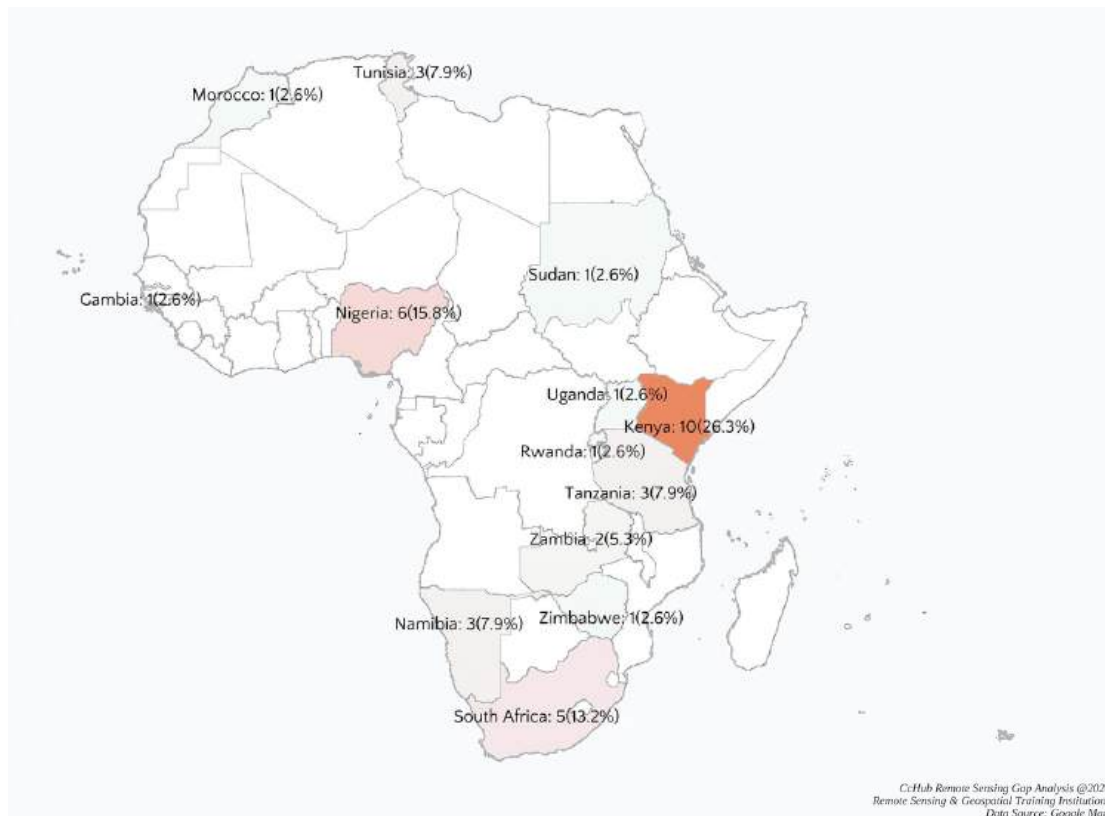 Tunisia: 3(7.9%)
Morocco: 1(2.6%)
Sudan: 1(2.6%)
Gambia: 1(2.6%)
Nigeria: 6(15.8%)
Uganda: 1(2.6%)
Kenya: 10(26.3%)
Rwanda: 1(2.6%)
Tanzania: 3(7.9%)
Zambia: 2(5.3%)
Zimbabwe: 1(2.6%)
Namibia: 3(7.9%)
South Africa: 5(13.2%)
CcHub Remote Sensing Gap Analysis @202
Remote Sensing & Geospatial Training Institution
Data Source: Google Ma